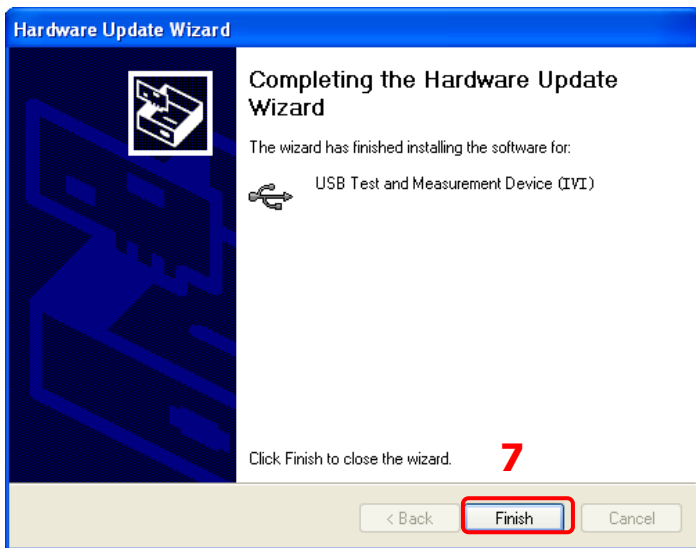 Hardware Update Wizard
Completing the Hardware Update
Wizard
The wizard has finished installing the software for:
USB Test and Measurement Device (IVI)
Click Finish to close the wizard.
7
< Back
Finish
Cancel